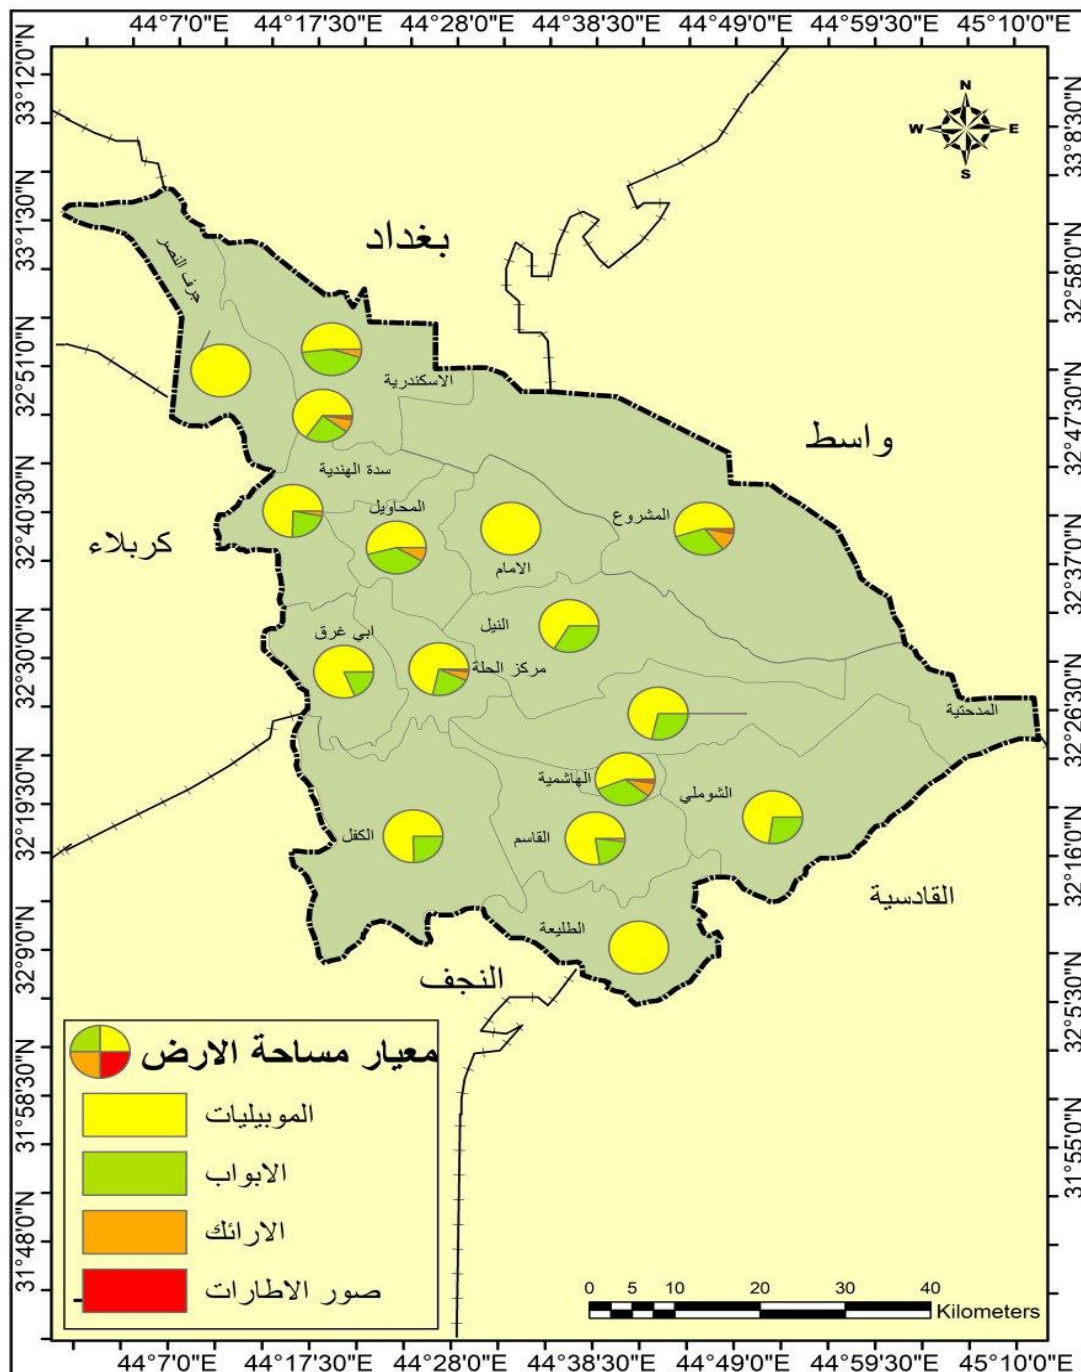 44°7'0"E 44°17'30"E 44°28'0"E 44°38'30"E 44°49'0"E 44°59'30"E 45°10'0"E
33°12'0"N
33°1'30"N
32°51'0"N
32°40'30"N
32°30'0"N
32°19'30"N
32°9'0"N
31°58'30"N
31°48'0"N
33°8'30"N
32°58'0"N
32°47'30"N
32°37'0"N
32°26'30"N
32°16'0"N
32°5'30"N
31°55'0"N
N
W E
S
بغداد
جرف النصر
الاسكندرية
واسط
سدة الهندية
المحاويل
المشروع
كربلاء
الامام
النيل
ابي غرق
مركز الحلة
المدحتية
الهاشمية
الشوملي
القاسم
الكفل
القادسية
الطليعة
النجف
معيار مساحة الارض
الموبيليات
الابواب
الارائك
صور الاطارات
0 5 10 20 30 40
Kilometers
44°7'0"E 44°17'30"E 44°28'0"E 44°38'30"E 44°49'0"E 44°59'30"E 45°10'0"E